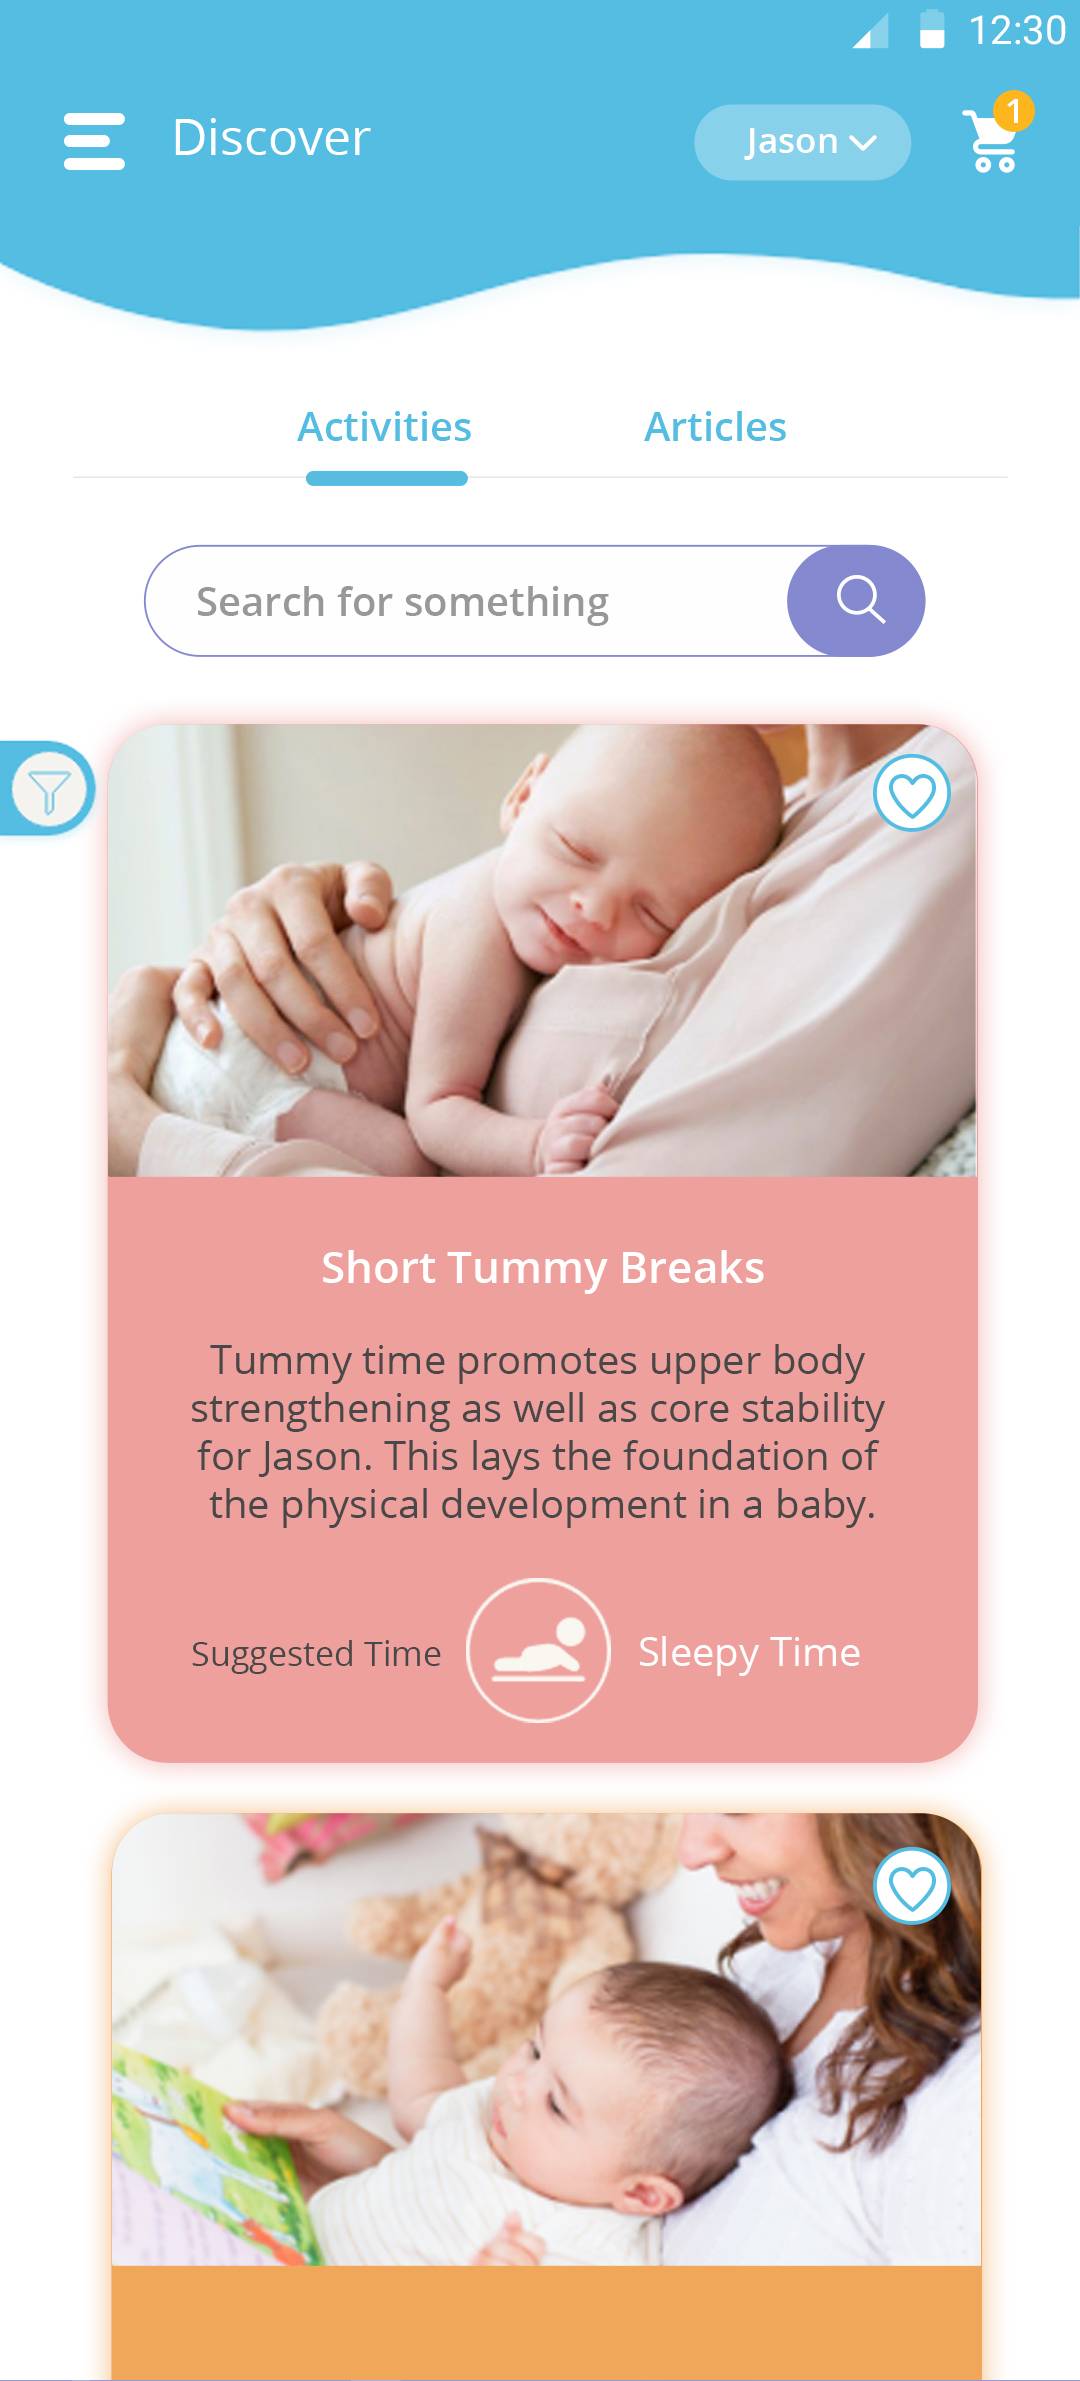 12:30
Discover
Jason
1
Activities
Articles
Search for something
Short Tummy Breaks
Tummy time promotes upper body
strengthening as well as core stability
for Jason. This lays the foundation of
the physical development in a baby.
Suggested Time
Sleepy Time